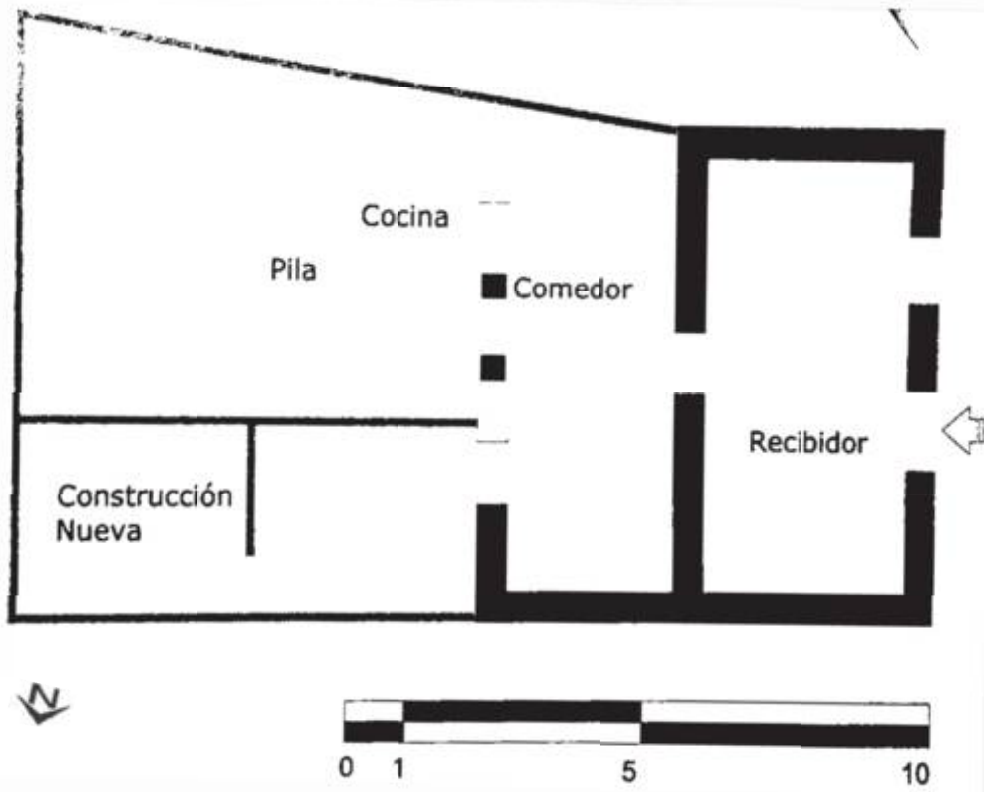 Cocina
Pila
Comedor
Recibidor
Construcción
Nueva
N
0 1 5 10